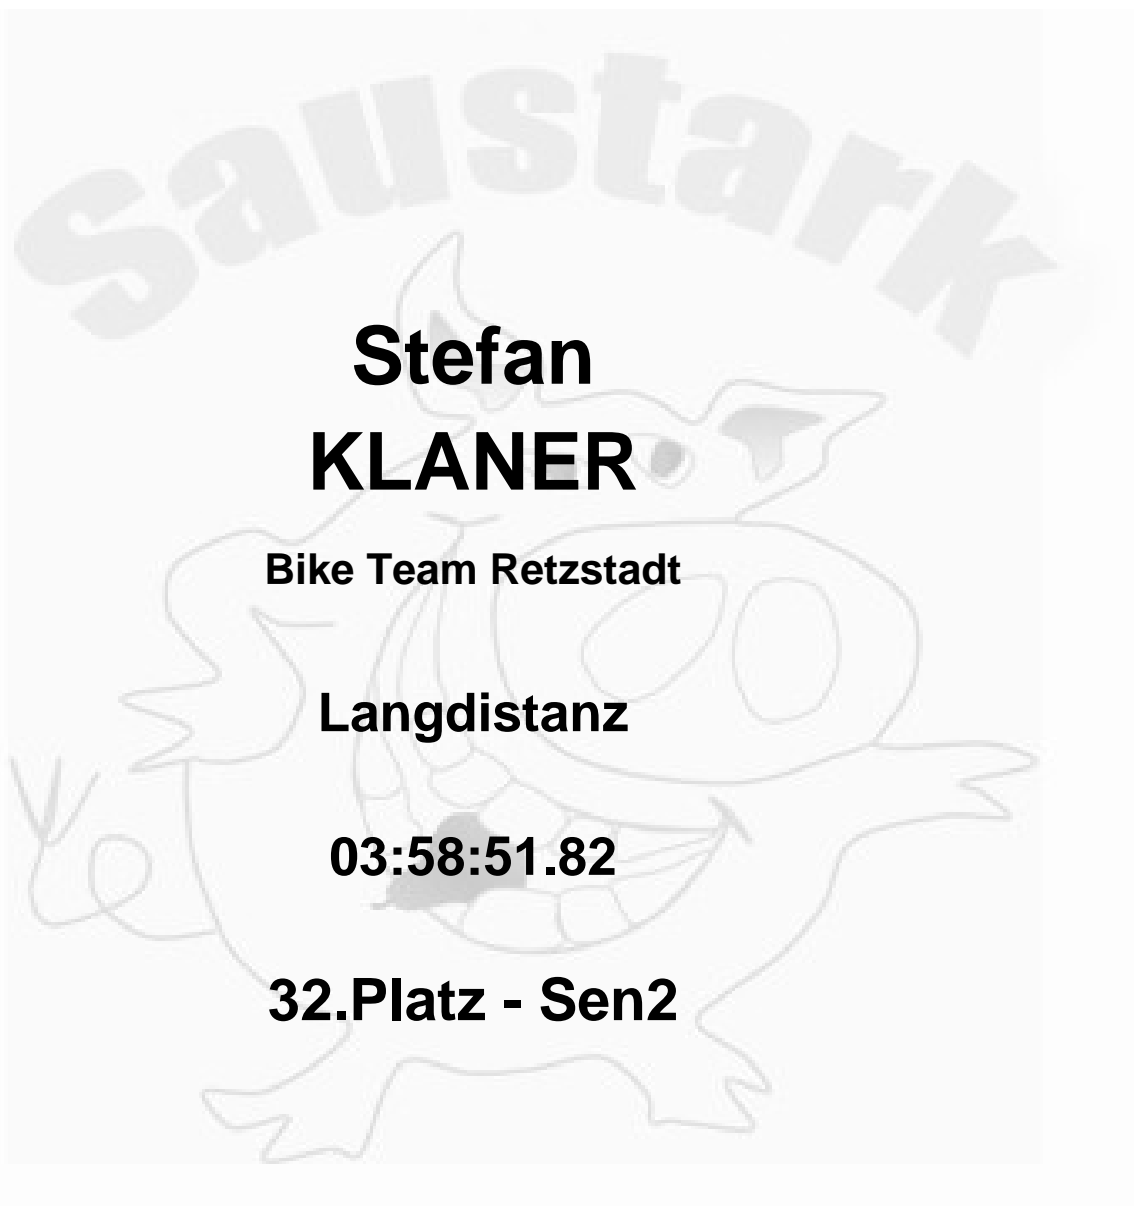 Saustark
Stefan
KLANER
Bike Team Retzstadt
Langdistanz
03:58:51.82
32.Platz - Sen2